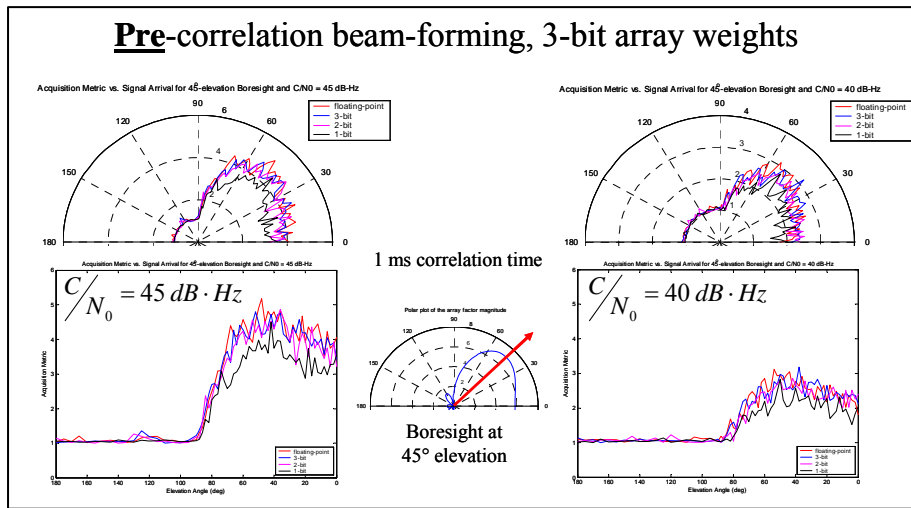 Pre-correlation beam-forming, 3-bit array weights
Acquisition Metric vs. Signal Arrival for 45°-elevation Boresight and C/N0 = 45 dB-Hz
90
6
120
60
4
150
30
2
180
0
floating-point
3-bit
2-bit
1-bit
Acquisition Metric vs. Signal Arrival for 45°-elevation Boresight and C/N0 = 40 dB-Hz
90
4
120
60
3
2
150
30
1
180
0
floating-point
3-bit
2-bit
1-bit
Acquisition Metric vs. Signal Arrival for 45°-elevation Boresight and C/N0 = 45 dB-Hz
C/N0 = 45 dB·Hz
Acquisition Metric
6
5
4
3
2
1
0
180 160 140 120 100 80 60 40 20 0
Elevation Angle (deg)
floating-point
3-bit
2-bit
1-bit
1 ms correlation time
Polar plot of the array factor magnitude
90
8
120
60
6
4
150
30
2
180
0
Boresight at
45° elevation
Acquisition Metric vs. Signal Arrival for 45°-elevation Boresight and C/N0 = 40 dB-Hz
C/N0 = 40 dB·Hz
Acquisition Metric
6
5
4
3
2
1
0
180 160 140 120 100 80 60 40 20 0
Elevation Angle (deg)
floating-point
3-bit
2-bit
1-bit